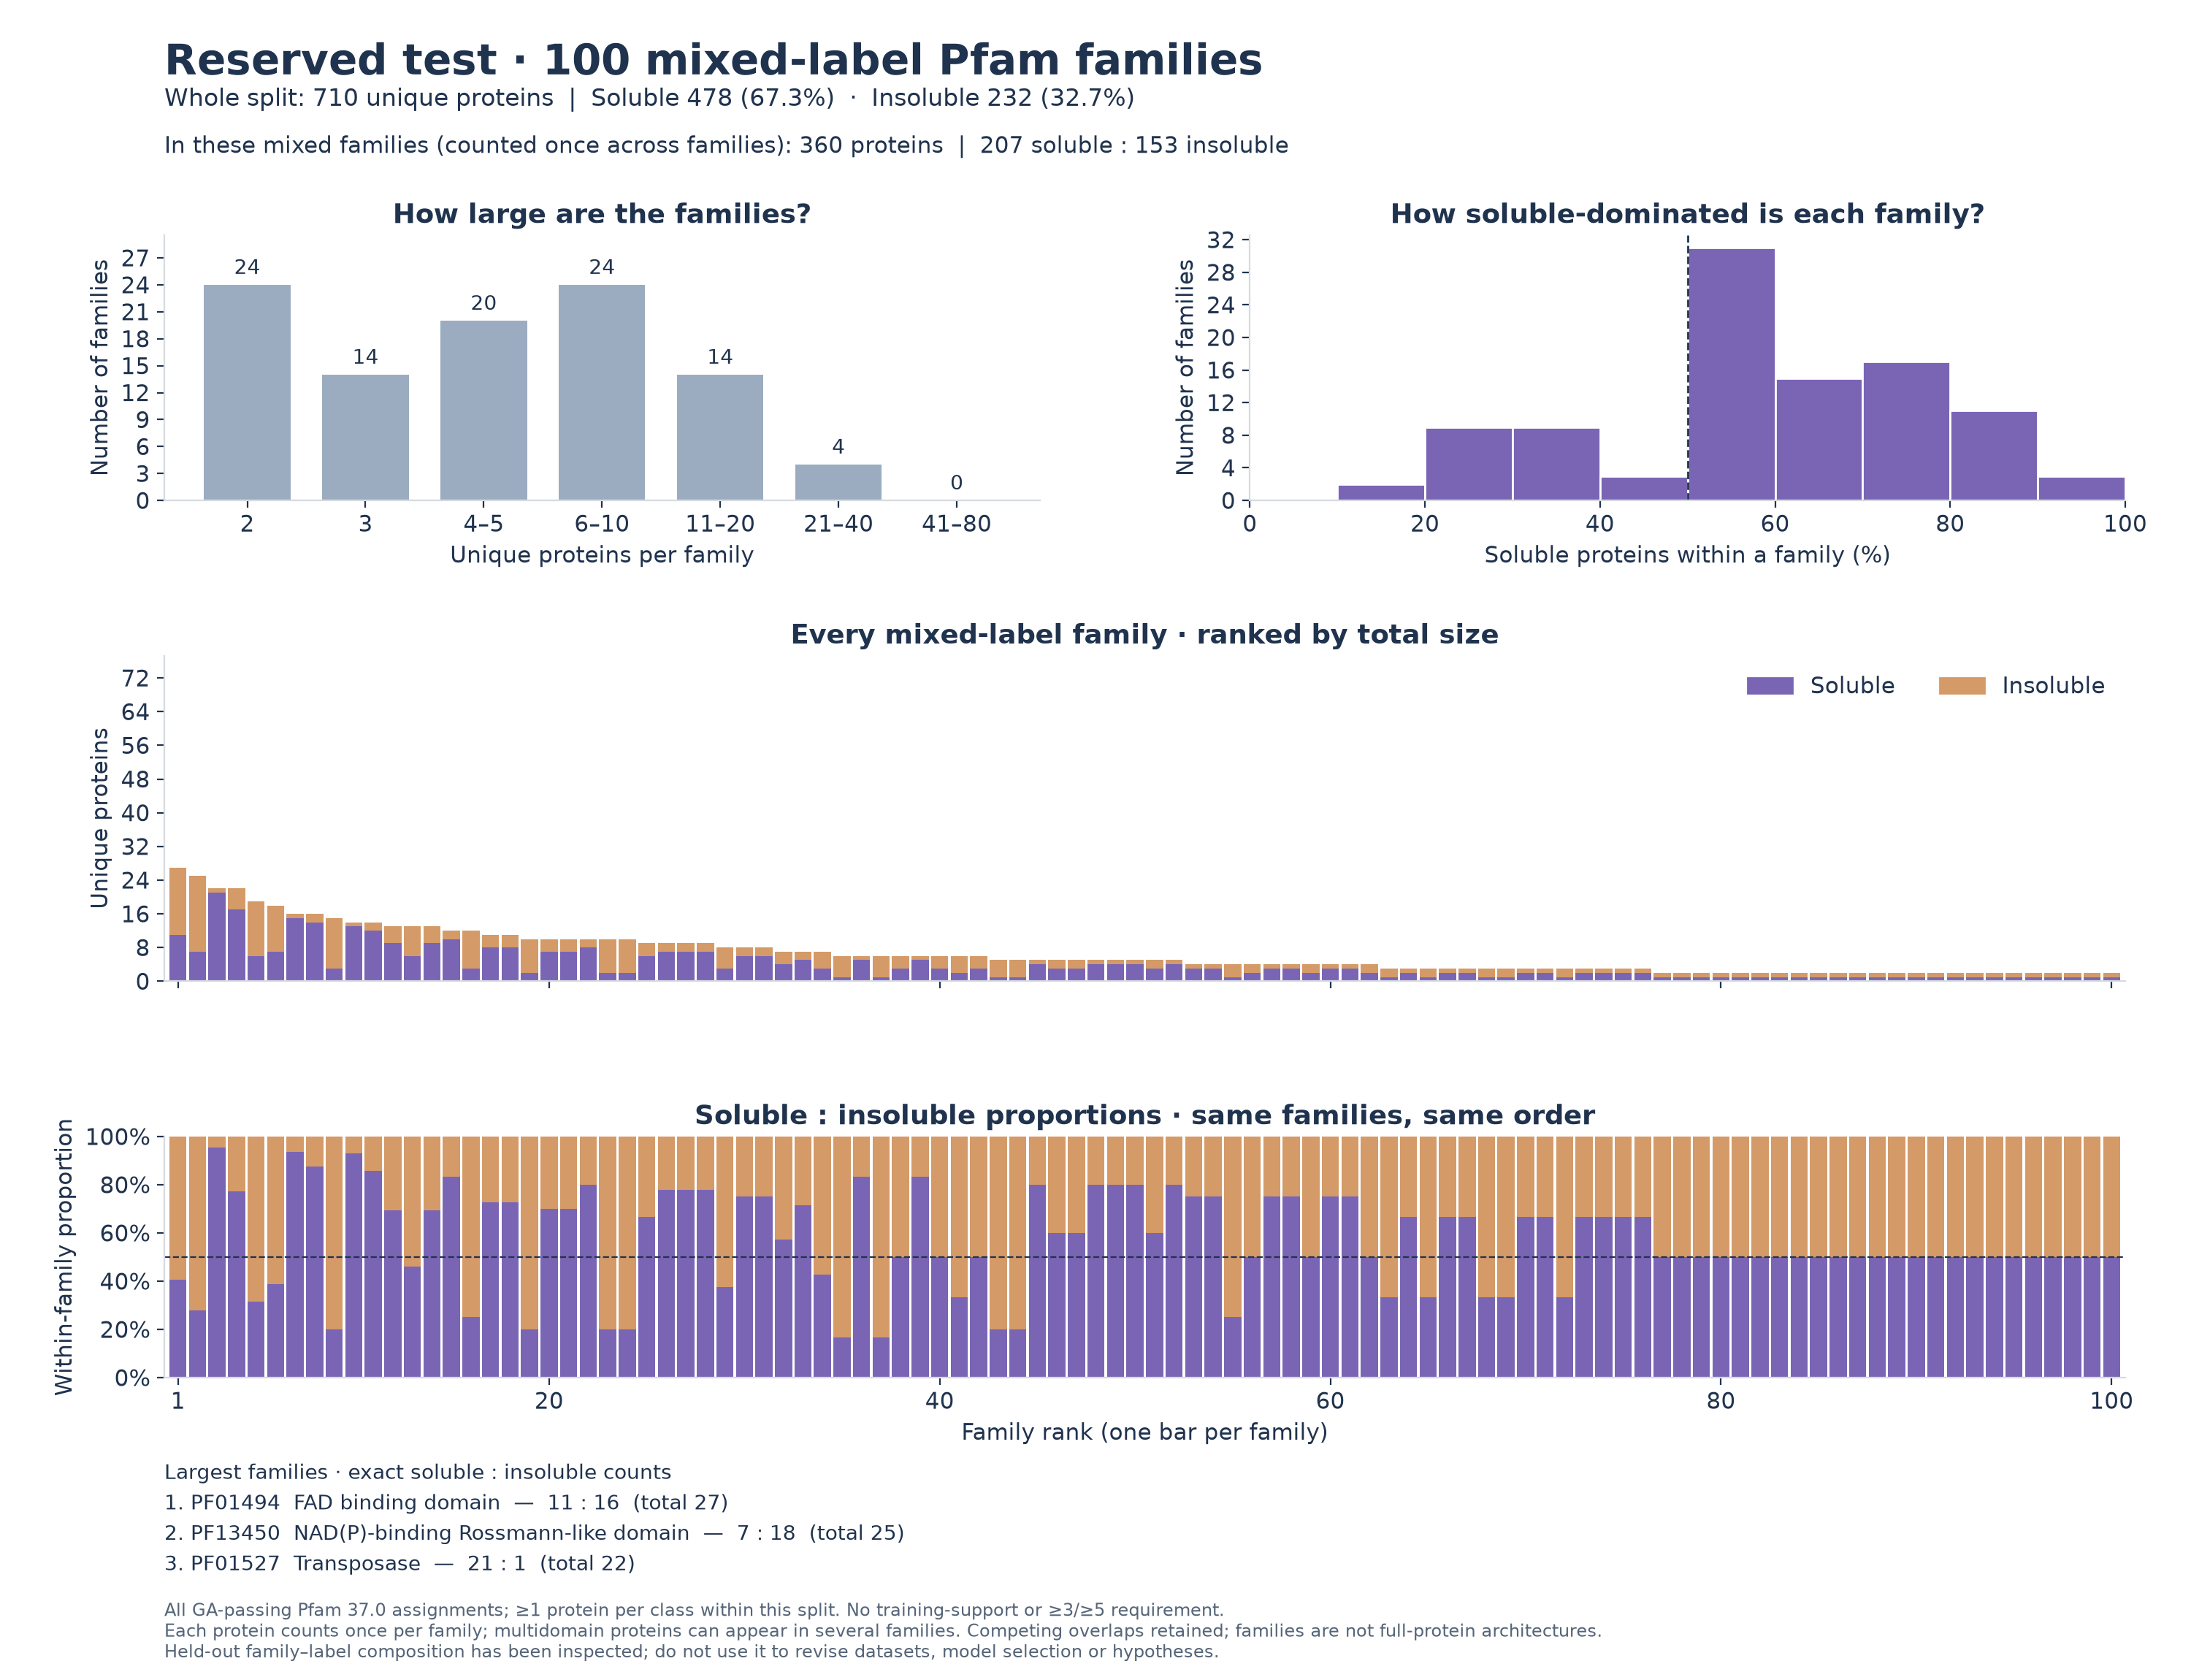 Reserved test · 100 mixed-label Pfam families
Whole split: 710 unique proteins | Soluble 478 (67.3%) · Insoluble 232 (32.7%)
In these mixed families (counted once across families): 360 proteins | 207 soluble : 153 insoluble
How large are the families?
Number of families
27
24
21
18
15
12
9
6
3
0
24
14
20
24
14
4
0
2
3
4–5
6–10
11–20
21–40
41–80
Unique proteins per family
How soluble-dominated is each family?
Number of families
32
28
24
20
16
12
8
4
0
0
20
40
60
80
100
Soluble proteins within a family (%)
Every mixed-label family · ranked by total size
Soluble
Insoluble
Unique proteins
72
64
56
48
40
32
24
16
8
0
Soluble : insoluble proportions · same families, same order
Within-family proportion
100%
80%
60%
40%
20%
0%
1
20
40
60
80
100
Family rank (one bar per family)
Largest families · exact soluble : insoluble counts
1. PF01494 FAD binding domain — 11 : 16 (total 27)
2. PF13450 NAD(P)-binding Rossmann-like domain — 7 : 18 (total 25)
3. PF01527 Transposase — 21 : 1 (total 22)
All GA-passing Pfam 37.0 assignments; ≥1 protein per class within this split. No training-support or ≥3/≥5 requirement.
Each protein counts once per family; multidomain proteins can appear in several families. Competing overlaps retained; families are not full-protein architectures.
Held-out family–label composition has been inspected; do not use it to revise datasets, model selection or hypotheses.